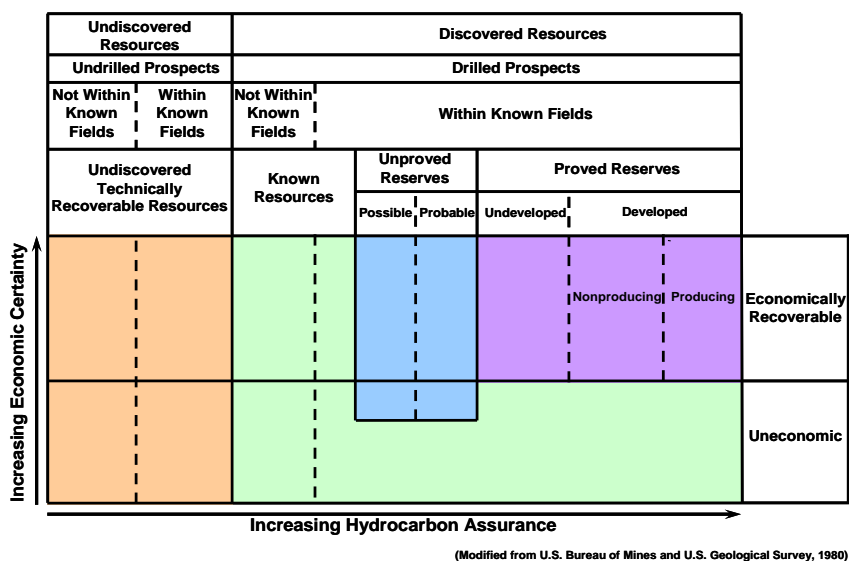 Undiscovered
Resources
Discovered Resources
Undrilled Prospects
Drilled Prospects
Not Within
Known
Fields
Within
Known
Fields
Not Within
Known
Fields
Within Known Fields
Undiscovered
Technically
Recoverable Resources
Known
Resources
Unproved
Reserves
Proved Reserves
Possible
Probable
Undeveloped
Developed
Nonproducing
Producing
Economically
Recoverable
Uneconomic
Increasing Economic Certainty
Increasing Hydrocarbon Assurance
(Modified from U.S. Bureau of Mines and U.S. Geological Survey, 1980)